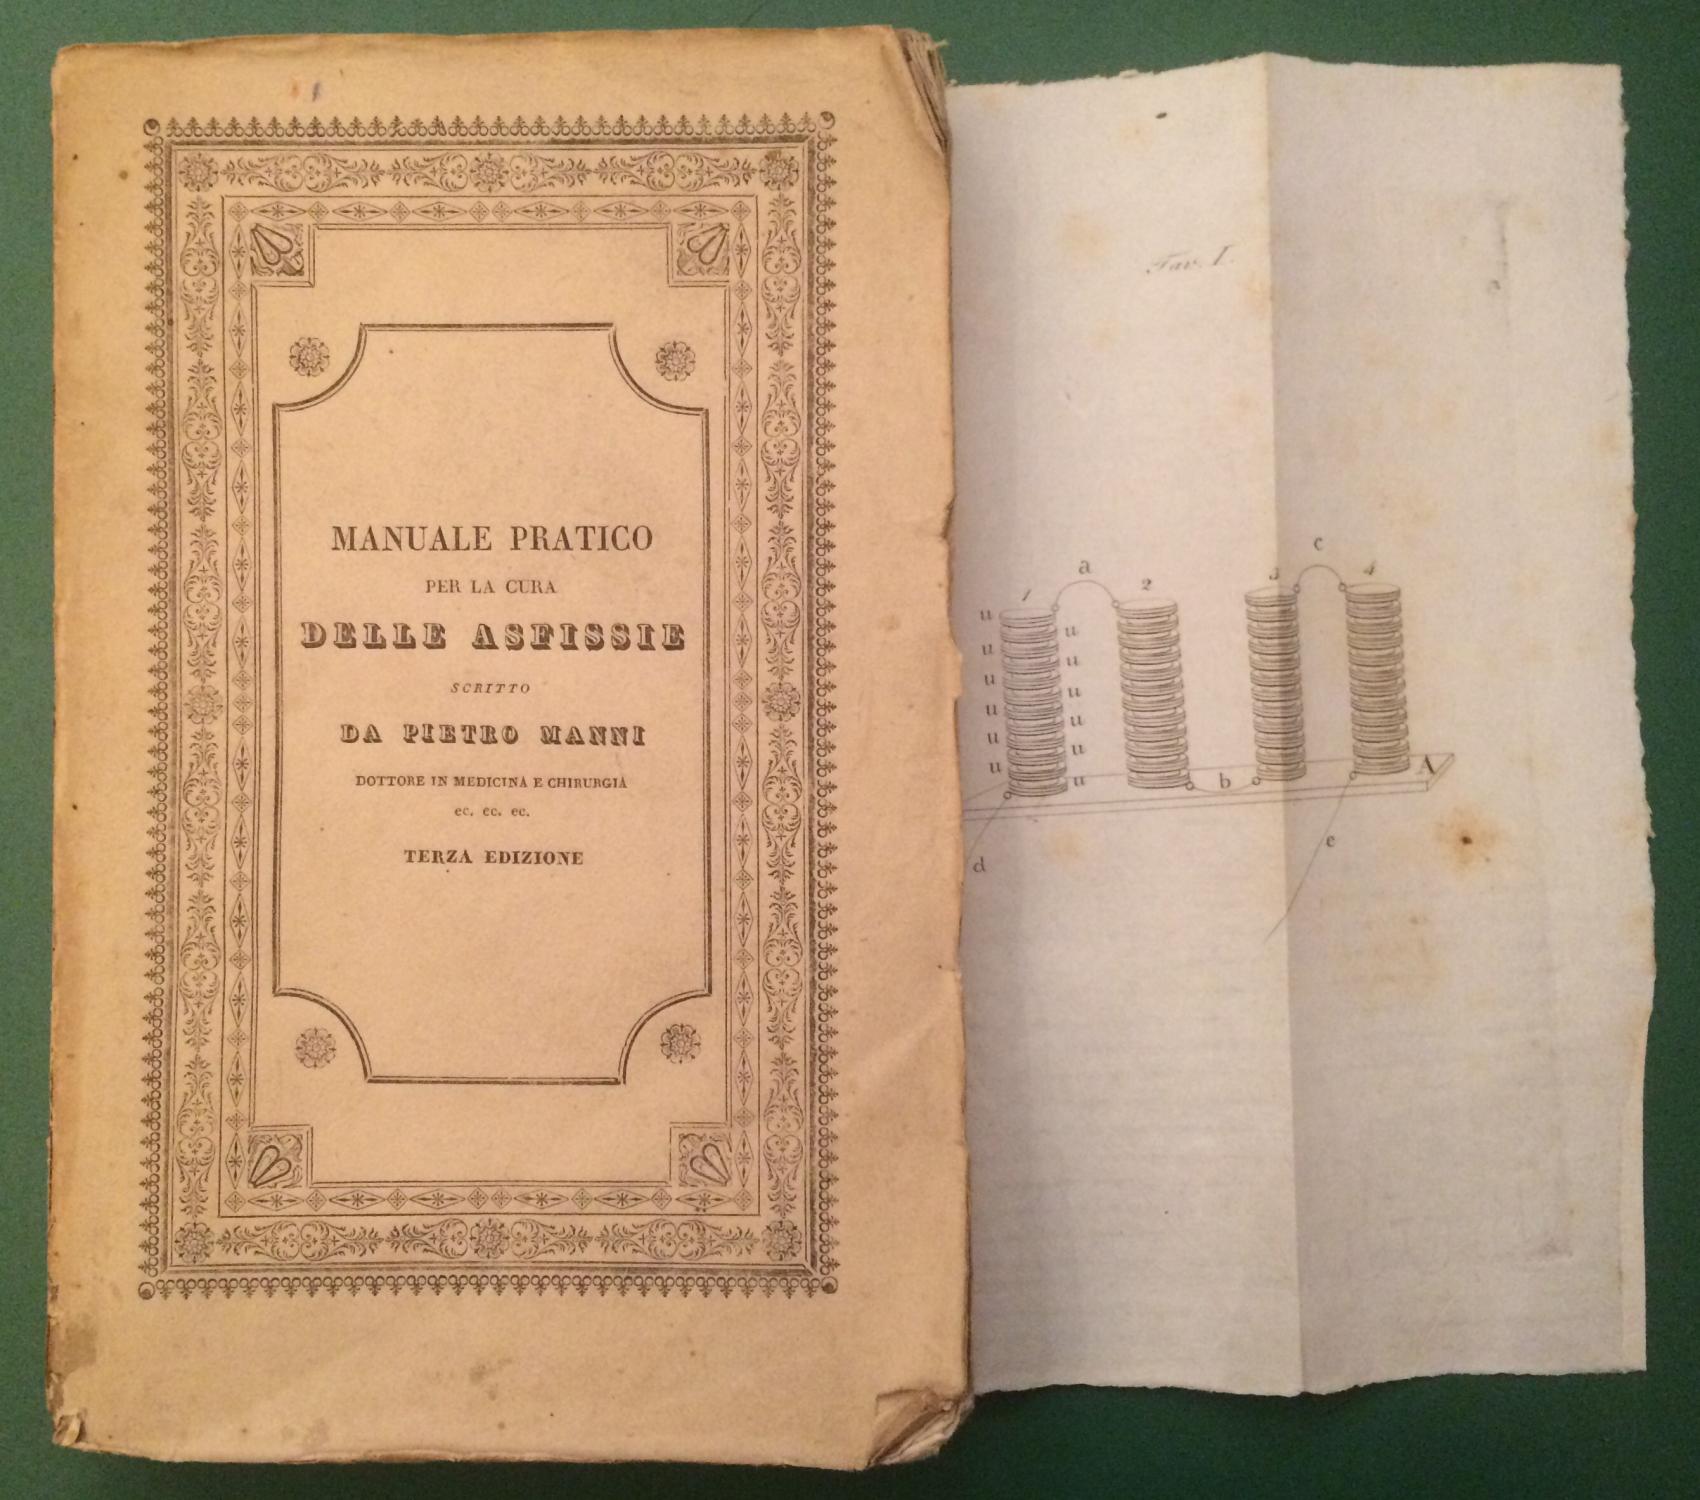 MANUALE PRATICO
PER LA CURA
DELLE ASFISSIE
SCRITTO
DA PIETRO MANNI
DOTTORE IN MEDICINA E CHIRURGIA
ec. ec. ec.
TERZA EDIZIONE
Tav. I.
c
a
1 2 3 4
u
u
u
u
u
u
u
u
u
u
u
u
A
b
e
d